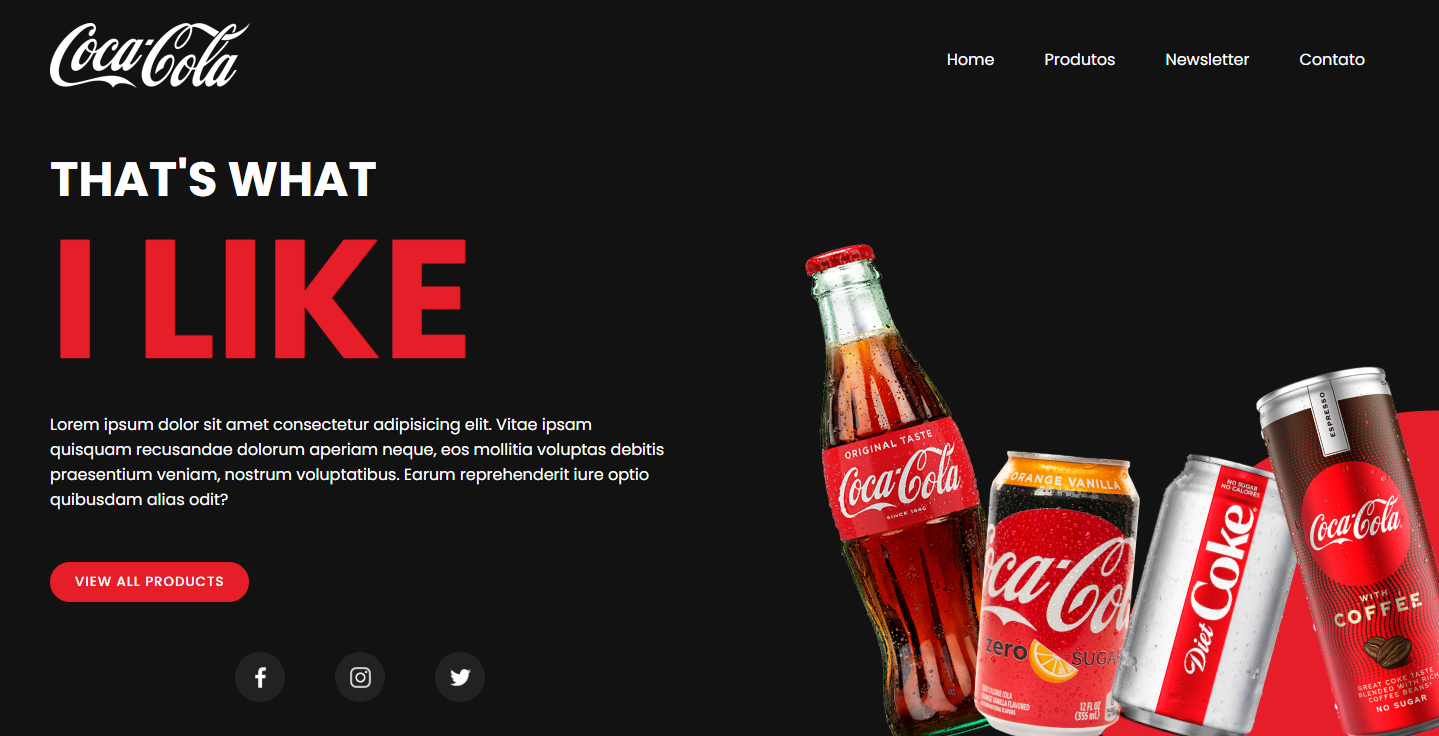 Coca-Cola
Home Produtos Newsletter Contato
THAT'S WHAT
I LIKE
Lorem ipsum dolor sit amet consectetur adipisicing elit. Vitae ipsam
quisquam recusandae dolorum aperiam neque, eos mollitia voluptas debitis
praesentium veniam, nostrum voluptatibus. Earum reprehenderit iure optio
quibusdam alias odit?
VIEW ALL PRODUCTS
ORIGINAL TASTE
Coca-Cola
SINCE 1886
ORANGE VANILLA
oca-Col
zero SUGAR
12 FL OZ
(355 mL)
NO SUGAR
NO CALORIES
Diet Coke
ESPRESSO
Coca-Cola
WITH
COFFEE
GREAT COKE TASTE
BLENDED WITH RICH
COFFEE BEANS
NO SUGAR